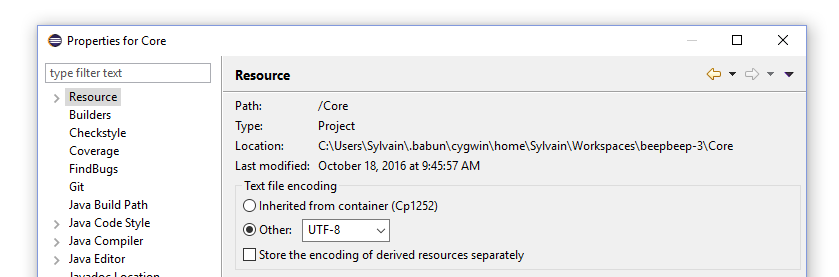 Properties for Core
type filter text
Resource
Builders
Checkstyle
Coverage
FindBugs
Git
Java Build Path
Java Code Style
Java Compiler
Java Editor
Javadoc Location
Resource
Path: /Core
Type: Project
Location: C:\Users\Sylvain\.babun\cygwin\home\Sylvain\Workspaces\beepbeep-3\Core
Last modified: October 18, 2016 at 9:45:57 AM
Text file encoding
Inherited from container (Cp1252)
Other: UTF-8
Store the encoding of derived resources separately